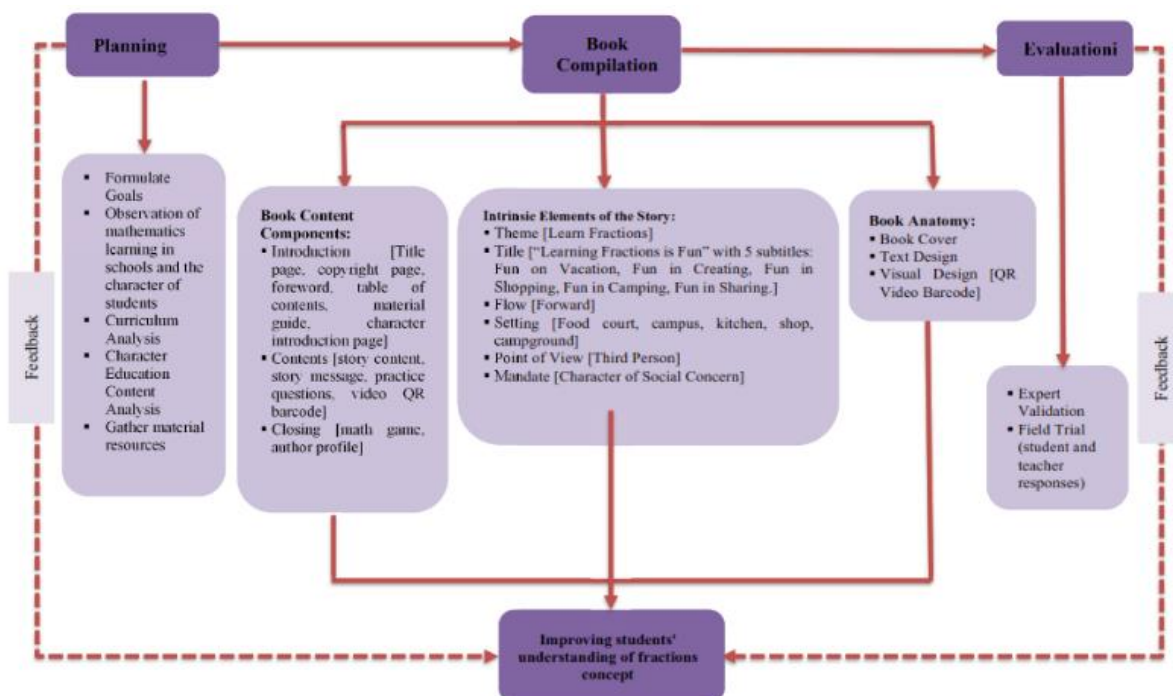 Planning
Book
Compilation
Evaluationi
Feedback
▪ Formulate
Goals
▪ Observation of
mathematics
learning in
schools and the
character of
students
▪ Curriculum
Analysis
▪ Character
Education
Content
Analysis
▪ Gather material
resources
Book Content
Components:
▪ Introduction [Title
page, copyright page,
foreword, table of
contents, material
guide, character
introduction page]
▪ Contents [story content,
story message, practice
questions, video QR
barcode]
▪ Closing [math game,
author profile]
Intrinsic Elements of the Story:
▪ Theme [Learn Fractions]
▪ Title [“Learning Fractions is Fun” with 5 subtitles:
Fun on Vacation, Fun in Creating, Fun in
Shopping, Fun in Camping, Fun in Sharing.]
▪ Flow [Forward]
▪ Setting [Food court, campus, kitchen, shop,
campground]
▪ Point of View [Third Person]
▪ Mandate [Character of Social Concern]
Book Anatomy:
▪ Book Cover
▪ Text Design
▪ Visual Design [QR
Video Barcode]
• Expert
Validation
• Field Trial
(student and
teacher
responses)
Feedback
Improving students'
understanding of fractions
concept